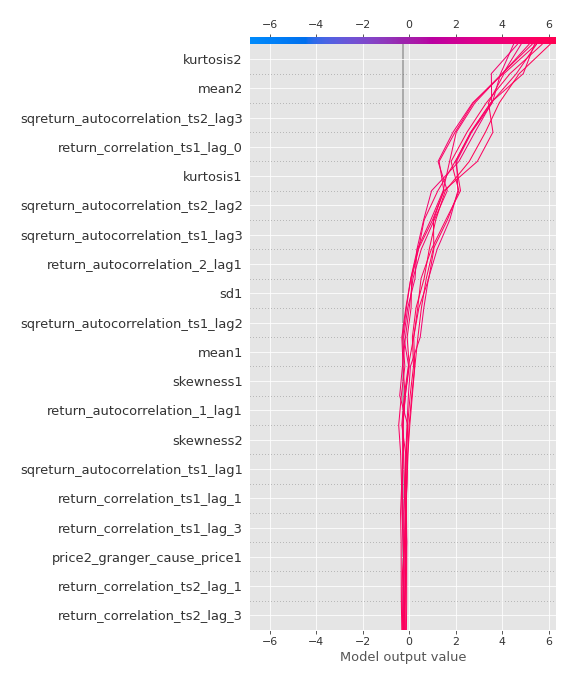 −6 −4 −2 0 2 4 6
kurtosis2
mean2
sqreturn_autocorrelation_ts2_lag3
return_correlation_ts1_lag_0
kurtosis1
sqreturn_autocorrelation_ts2_lag2
sqreturn_autocorrelation_ts1_lag3
return_autocorrelation_2_lag1
sd1
sqreturn_autocorrelation_ts1_lag2
mean1
skewness1
return_autocorrelation_1_lag1
skewness2
sqreturn_autocorrelation_ts1_lag1
return_correlation_ts1_lag_1
return_correlation_ts1_lag_3
price2_granger_cause_price1
return_correlation_ts2_lag_1
return_correlation_ts2_lag_3
−6 −4 −2 0 2 4 6
Model output value